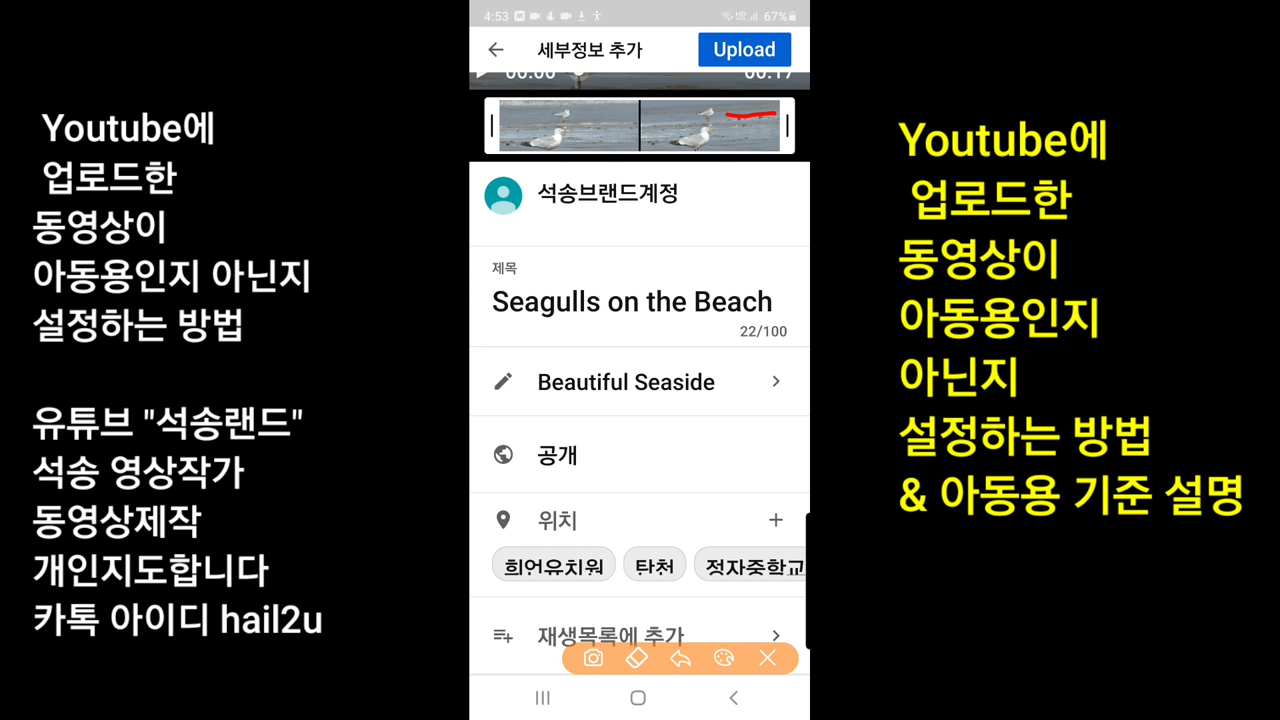 Youtube에
업로드한
동영상이
아동용인지 아닌지
설정하는 방법
유튜브 "석송랜드"
석송 영상작가
동영상제작
개인지도합니다
카톡 아이디 hail2u
4:53
67%
세부정보 추가
Upload
00:00
00:17
석송브랜드계정
제목
Seagulls on the Beach
22/100
Beautiful Seaside
공개
위치
희언유치원
탄천
정자중학교
재생목록에 추가
Youtube에
업로드한
동영상이
아동용인지
아닌지
설정하는 방법
& 아동용 기준 설명